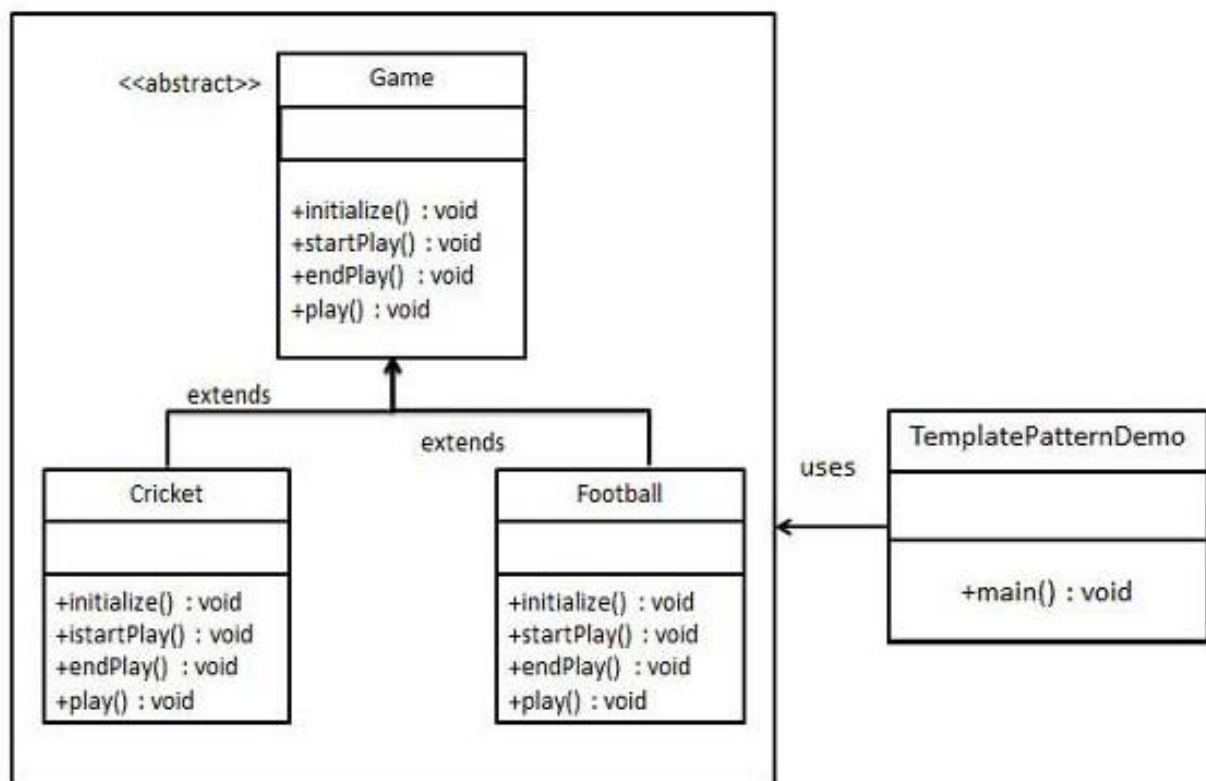 <<abstract>>
Game
+initialize() : void
+startPlay() : void
+endPlay() : void
+play() : void
extends
extends
Cricket
+initialize() : void
+istartPlay() : void
+endPlay() : void
+play() : void
Football
+initialize() : void
+startPlay() : void
+endPlay() : void
+play() : void
uses
TemplatePatternDemo
+main() : void